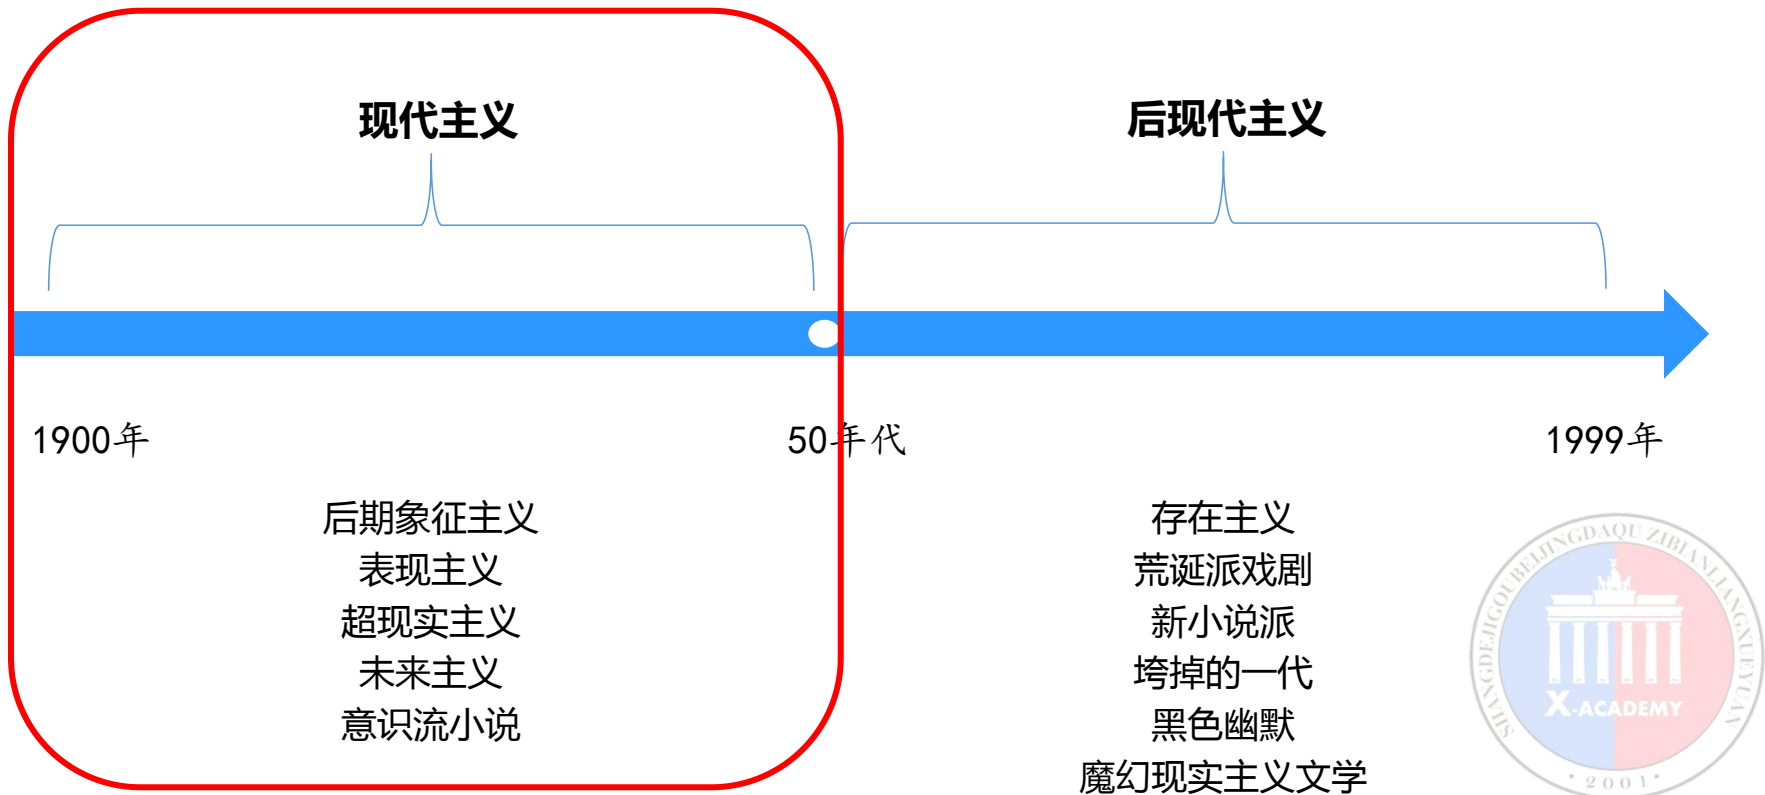 现代主义
后现代主义
1900年
50年代
1999年
后期象征主义
表现主义
超现实主义
未来主义
意识流小说
存在主义
荒诞派戏剧
新小说派
垮掉的一代
黑色幽默
魔幻现实主义文学
SHANGDEJIGOUBEIJINGDAQU ZIBIANLIANGXUEYUAN
X-ACADEMY
·2001·